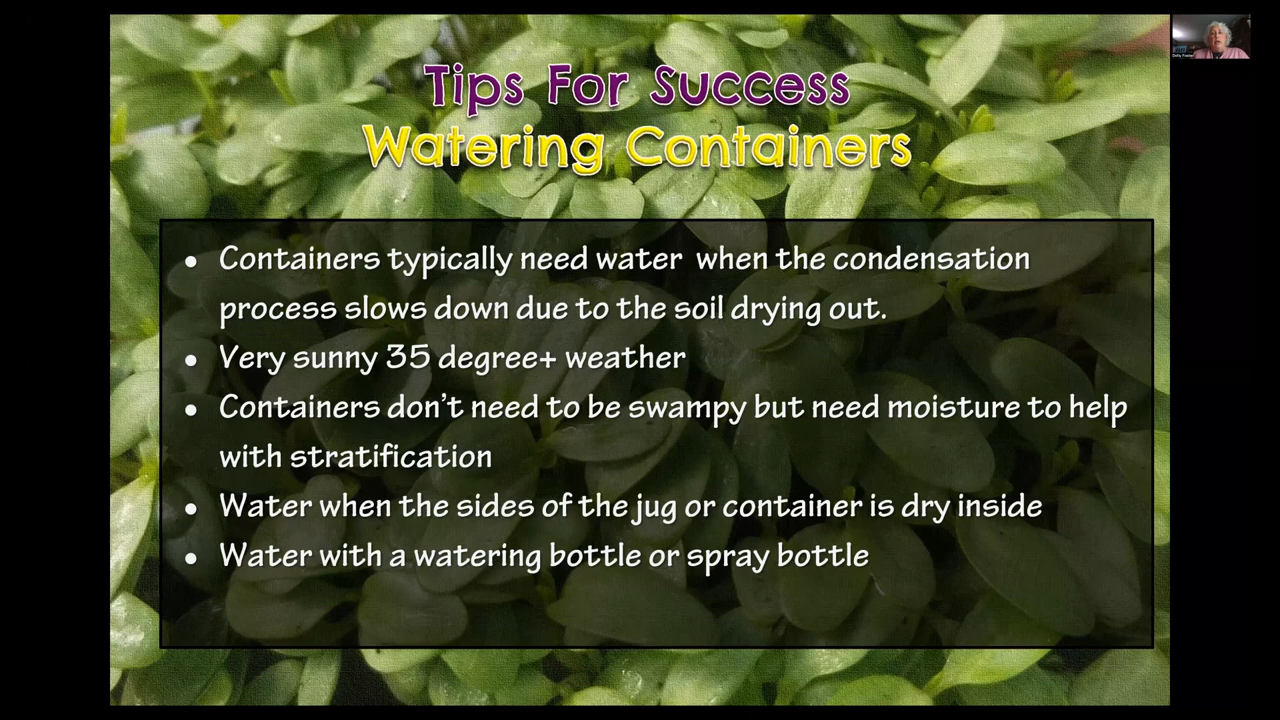 Tips For Success
Watering Containers
• Containers typically need water when the condensation
process slows down due to the soil drying out.
• Very sunny 35 degree+ weather
• Containers don't need to be swampy but need moisture to help
with stratification
• Water when the sides of the jug or container is dry inside
• Water with a watering bottle or spray bottle